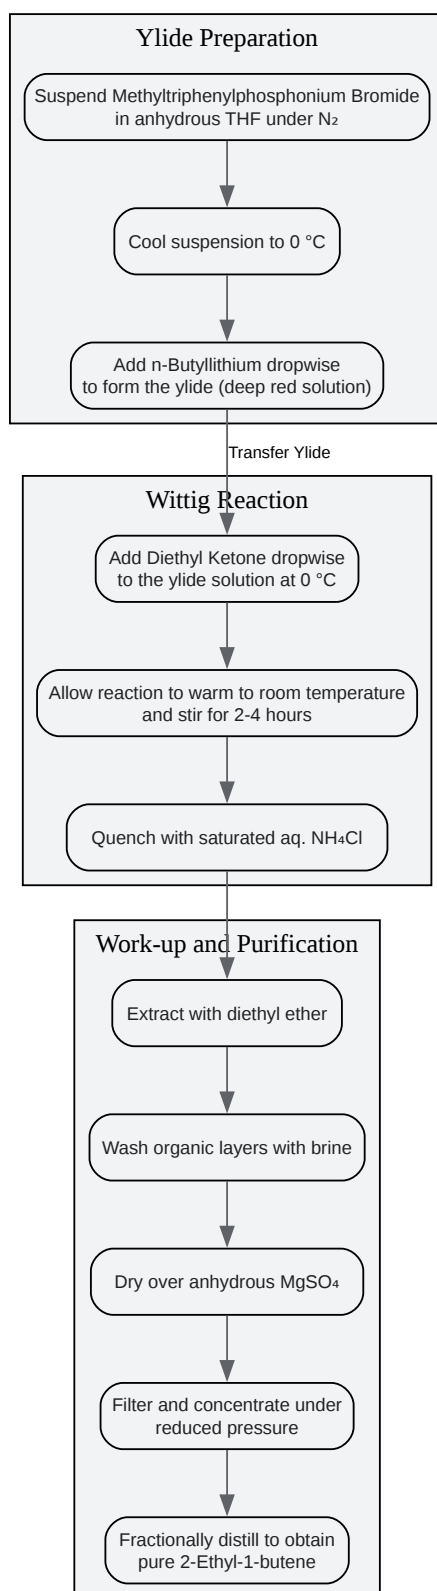 Ylide Preparation
Suspend Methyltriphenylphosphonium Bromide
in anhydrous THF under N₂
Cool suspension to 0 °C
Add n-Butyllithium dropwise
to form the ylide (deep red solution)
Transfer Ylide
Wittig Reaction
Add Diethyl Ketone dropwise
to the ylide solution at 0 °C
Allow reaction to warm to room temperature
and stir for 2-4 hours
Quench with saturated aq. NH₄Cl
Work-up and Purification
Extract with diethyl ether
Wash organic layers with brine
Dry over anhydrous MgSO₄
Filter and concentrate under
reduced pressure
Fractionally distill to obtain
pure 2-Ethyl-1-butene